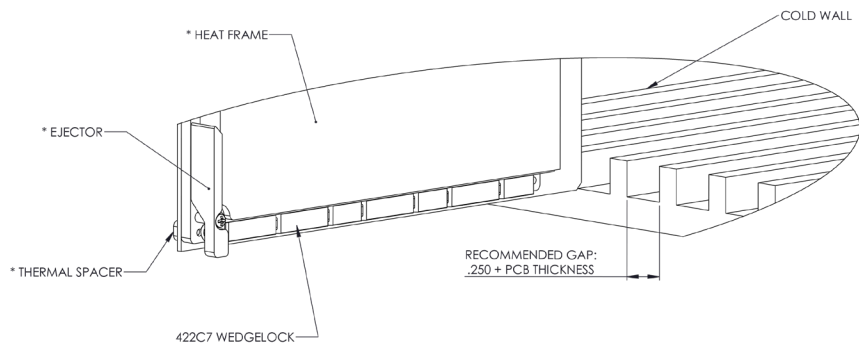 COLD WALL
* HEAT FRAME
* EJECTOR
RECOMMENDED GAP:
.250 + PCB THICKNESS
* THERMAL SPACER
422C7 WEDGELOCK